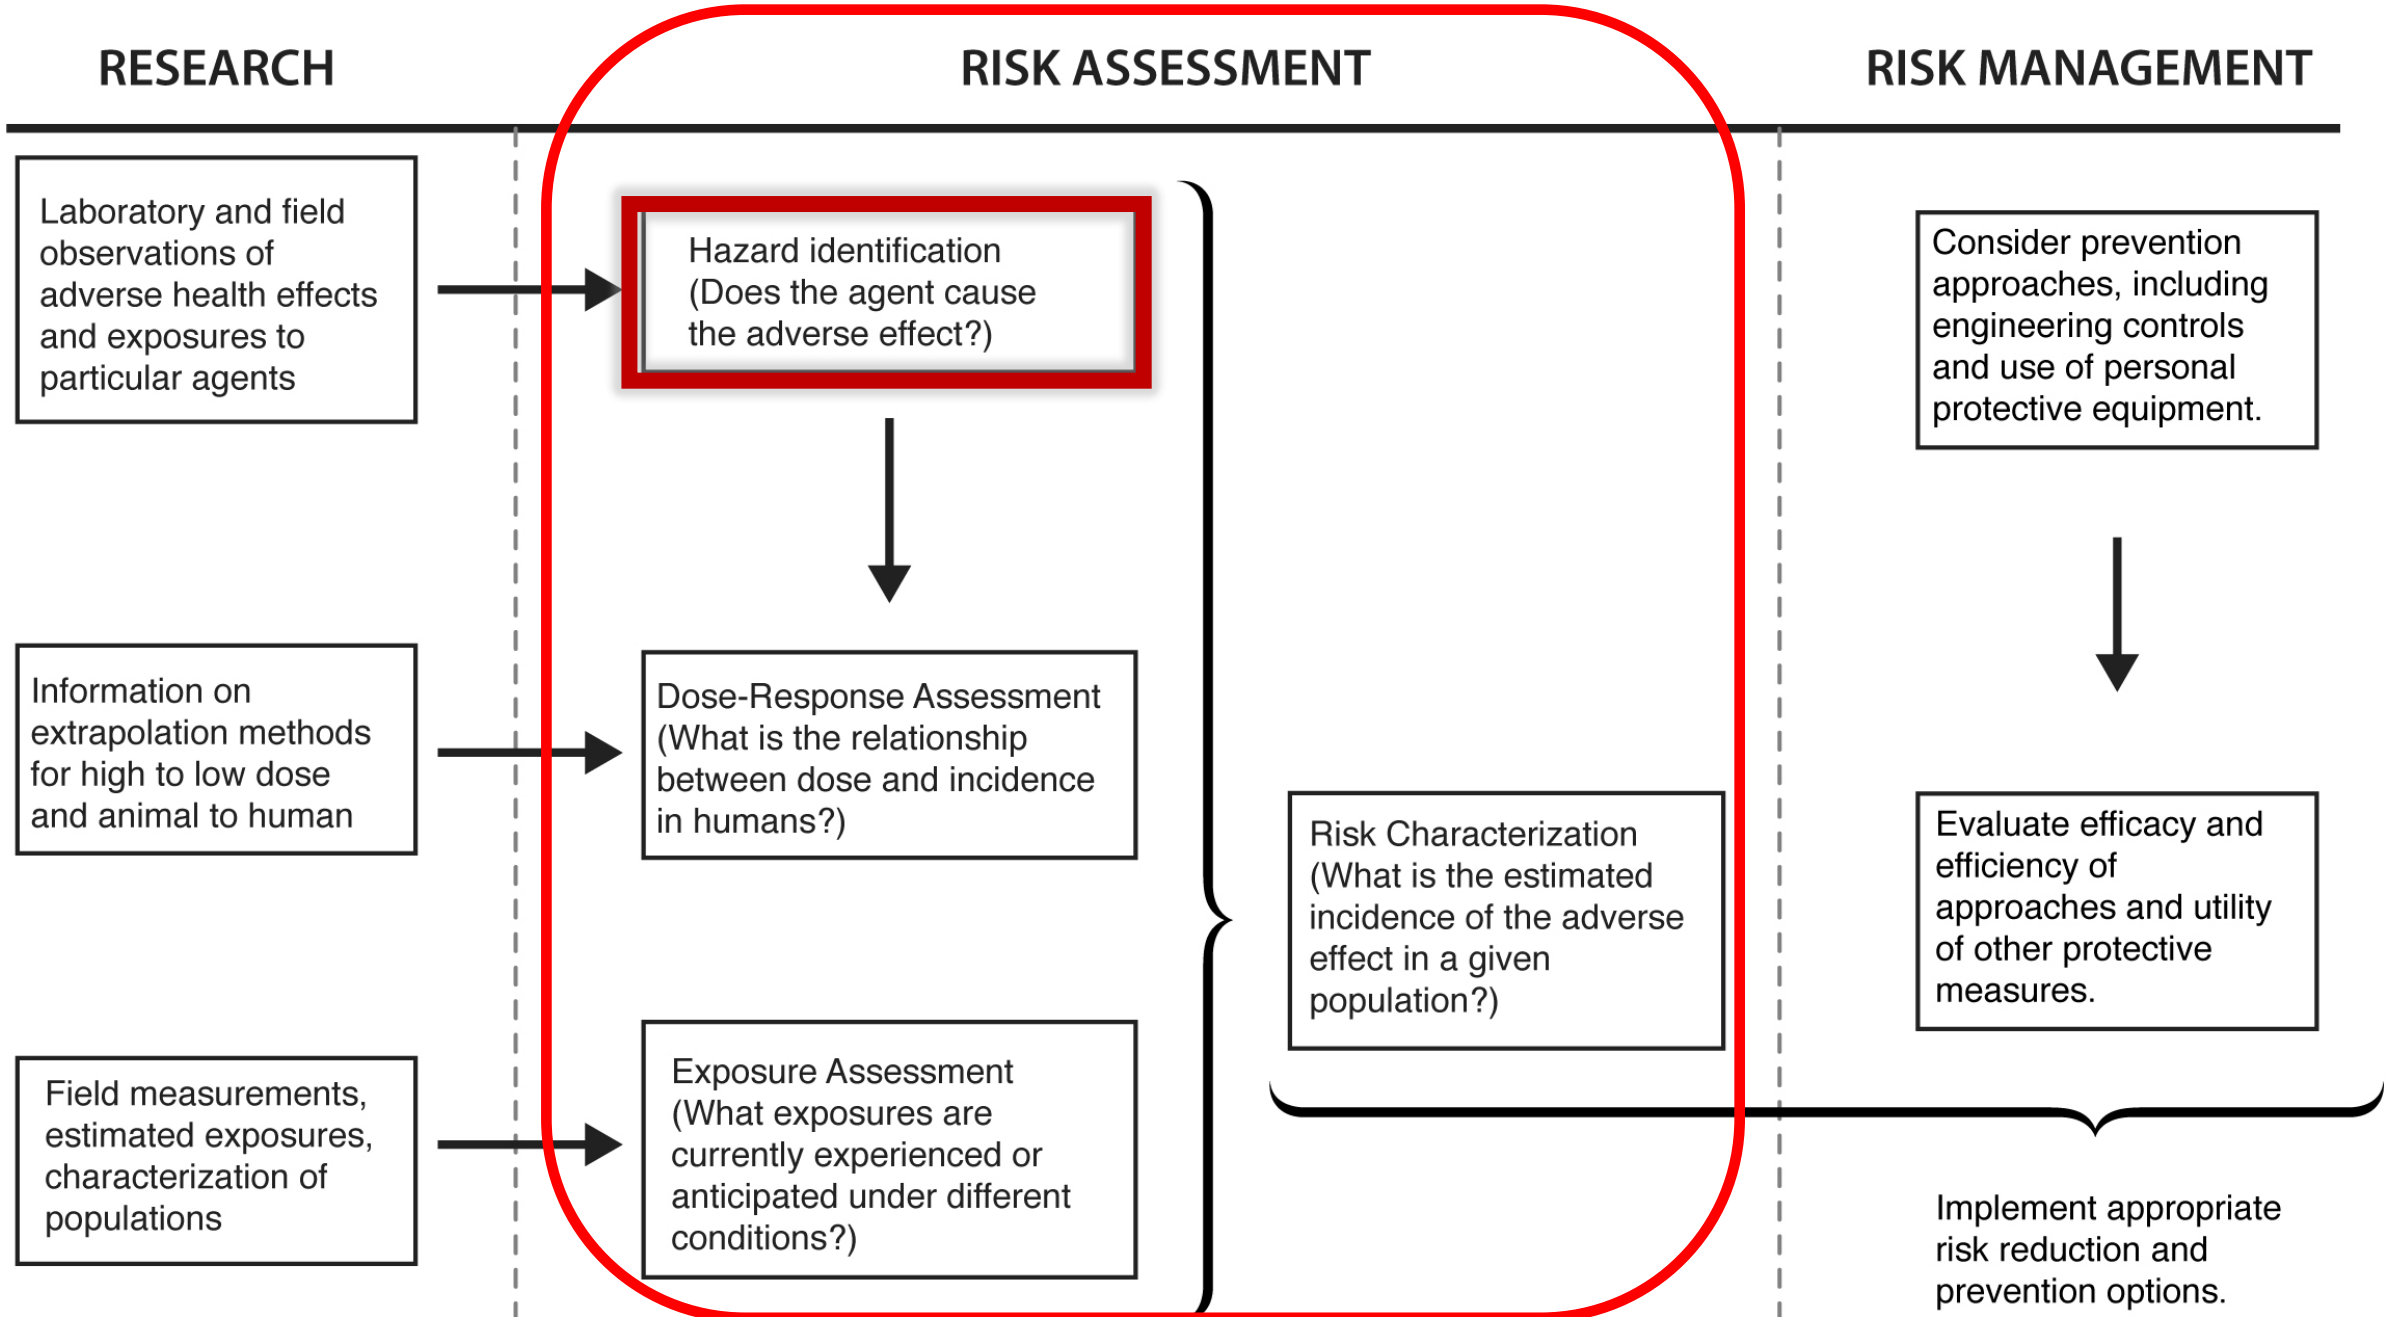 RESEARCH
RISK ASSESSMENT
RISK MANAGEMENT
Laboratory and field
observations of
adverse health effects
and exposures to
particular agents
Hazard identification
(Does the agent cause
the adverse effect?)
Consider prevention
approaches, including
engineering controls
and use of personal
protective equipment.
Information on
extrapolation methods
for high to low dose
and animal to human
Dose-Response Assessment
(What is the relationship
between dose and incidence
in humans?)
Risk Characterization
(What is the estimated
incidence of the adverse
effect in a given
population?)
Evaluate efficacy and
efficiency of
approaches and utility
of other protective
measures.
Field measurements,
estimated exposures,
characterization of
populations
Exposure Assessment
(What exposures are
currently experienced or
anticipated under different
conditions?)
Implement appropriate
risk reduction and
prevention options.